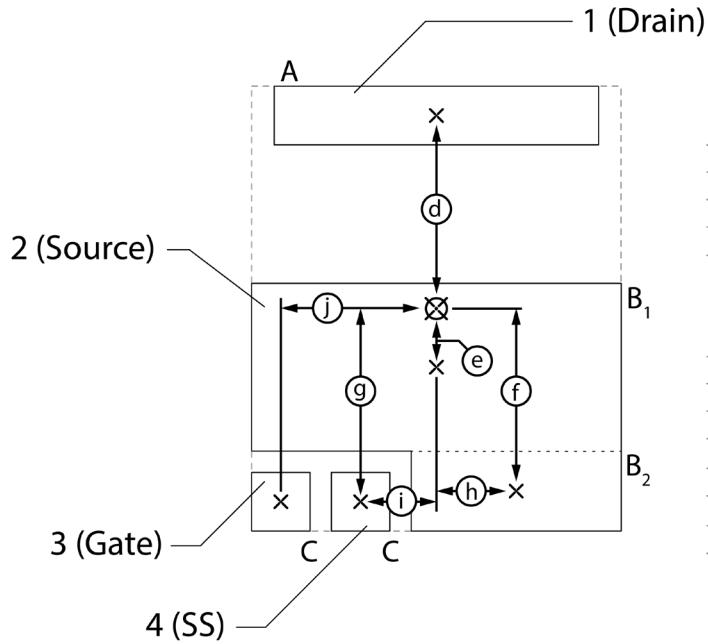 1 (Drain)
A
d
2 (Source)
B1
j
e
g
f
B2
h
i
3 (Gate)
C
C
4 (SS)